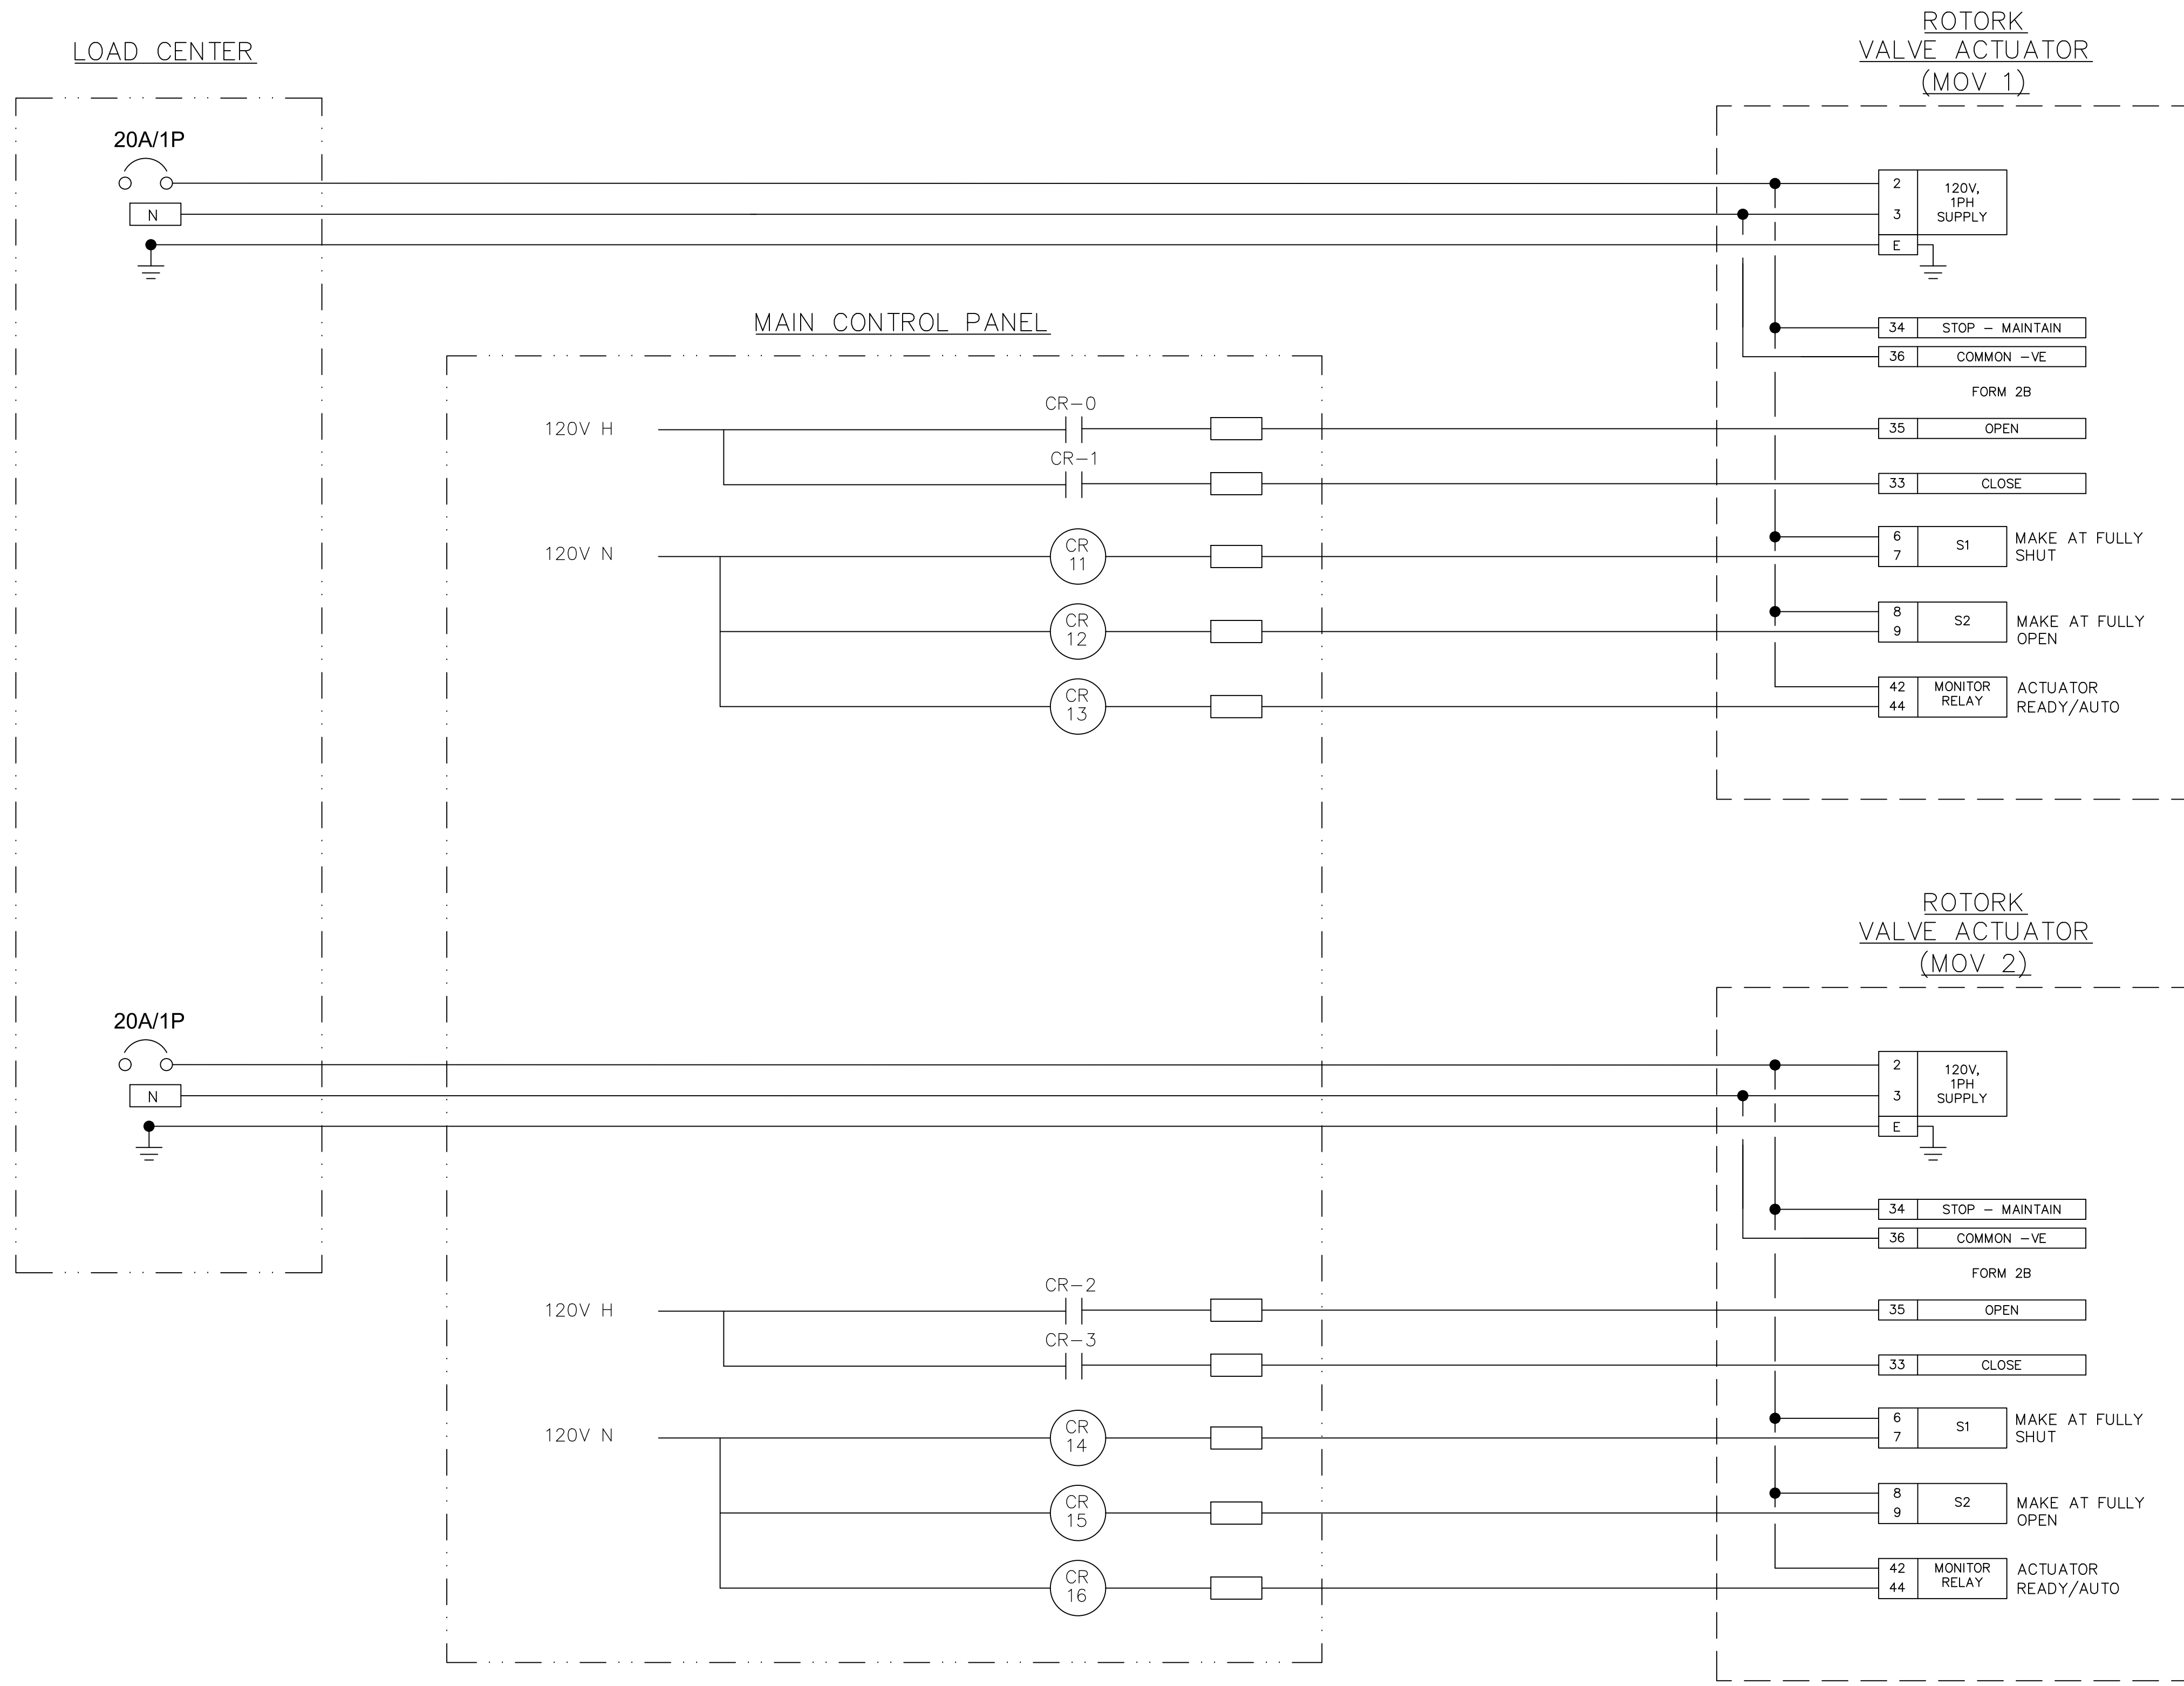 LOAD CENTER
ROTORK
VALVE ACTUATOR
(MOV 1)
20A/1P
N
2
3
E
120V,
1PH
SUPPLY
MAIN CONTROL PANEL
34 STOP - MAINTAIN
36 COMMON -VE
FORM 2B
120V H
CR-0
35 OPEN
CR-1
33 CLOSE
120V N
CR
11
6
7
S1
MAKE AT FULLY
SHUT
CR
12
8
9
S2
MAKE AT FULLY
OPEN
CR
13
42
44
MONITOR
RELAY
ACTUATOR
READY/AUTO
ROTORK
VALVE ACTUATOR
(MOV 2)
20A/1P
N
2
3
E
120V,
1PH
SUPPLY
34 STOP - MAINTAIN
36 COMMON -VE
FORM 2B
120V H
CR-2
35 OPEN
CR-3
33 CLOSE
120V N
CR
14
6
7
S1
MAKE AT FULLY
SHUT
CR
15
8
9
S2
MAKE AT FULLY
OPEN
CR
16
42
44
MONITOR
RELAY
ACTUATOR
READY/AUTO